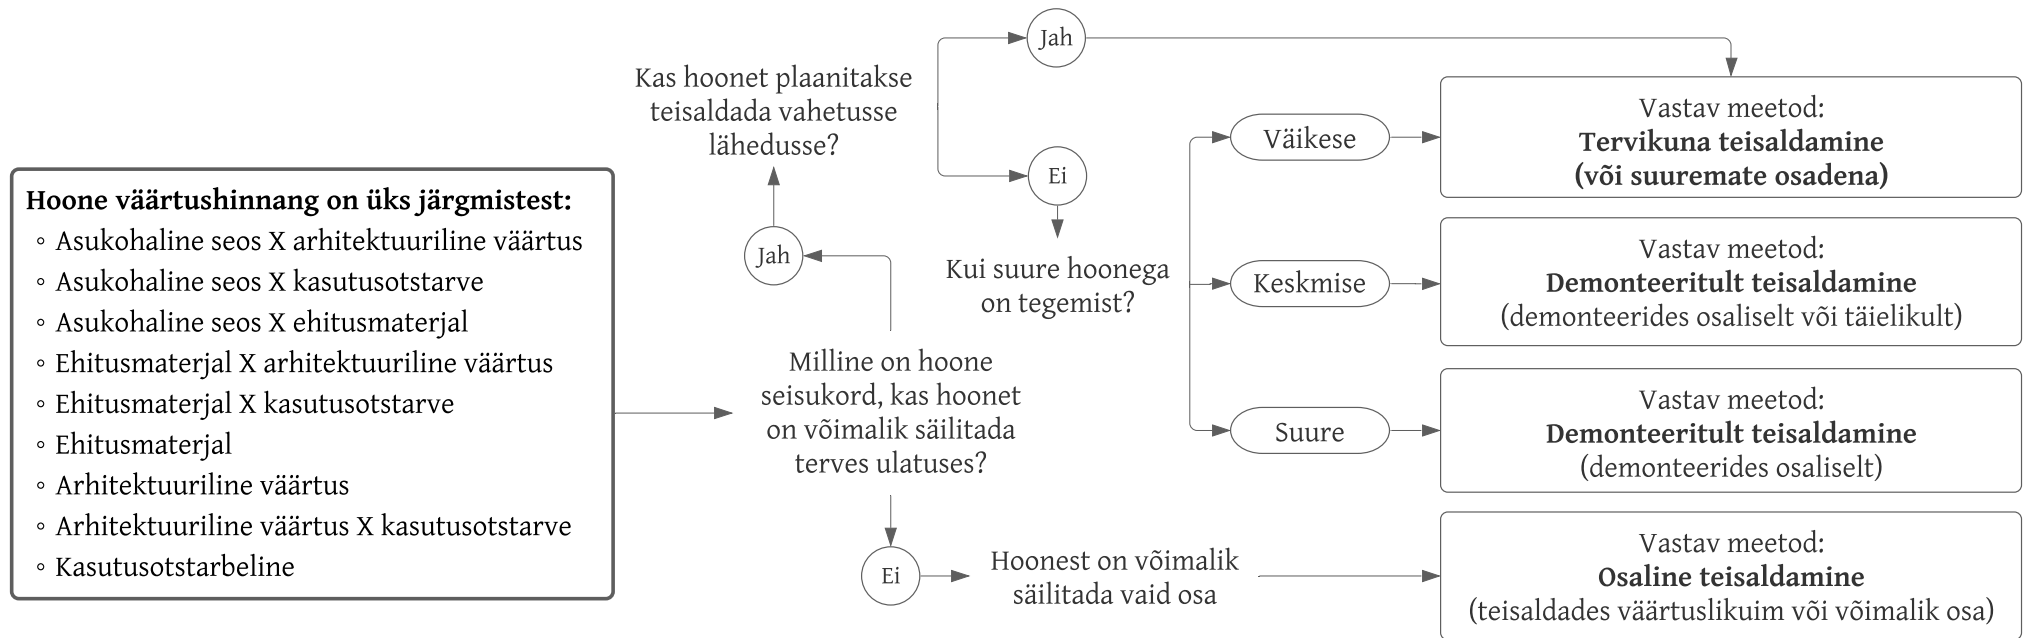 Hoone väärtushinnang on üks järgmistest:
◦ Asukohaline seos X arhitektuuriline väärtus
◦ Asukohaline seos X kasutusotstarve
◦ Asukohaline seos X ehitusmaterjal
◦ Ehitusmaterjal X arhitektuuriline väärtus
◦ Ehitusmaterjal X kasutusotstarve
◦ Ehitusmaterjal
◦ Arhitektuuriline väärtus
◦ Arhitektuuriline väärtus X kasutusotstarve
◦ Kasutusotstarbeline
Milline on hoone
seisukord, kas hoonet
on võimalik säilitada
terves ulatuses?
Jah
Kas hoonet plaanitakse
teisaldada vahetusse
lähedusse?
Jah
Ei
Kui suure hoonega
on tegemist?
Väikese
Keskmise
Suure
Vastav meetod:
Tervikuna teisaldamine
(või suuremate osadena)
Vastav meetod:
Demonteeritult teisaldamine
(demonteerides osaliselt või täielikult)
Vastav meetod:
Demonteeritult teisaldamine
(demonteerides osaliselt)
Ei
Hoonest on võimalik
säilitada vaid osa
Vastav meetod:
Osaline teisaldamine
(teisaldades väärtuslikuim või võimalik osa)